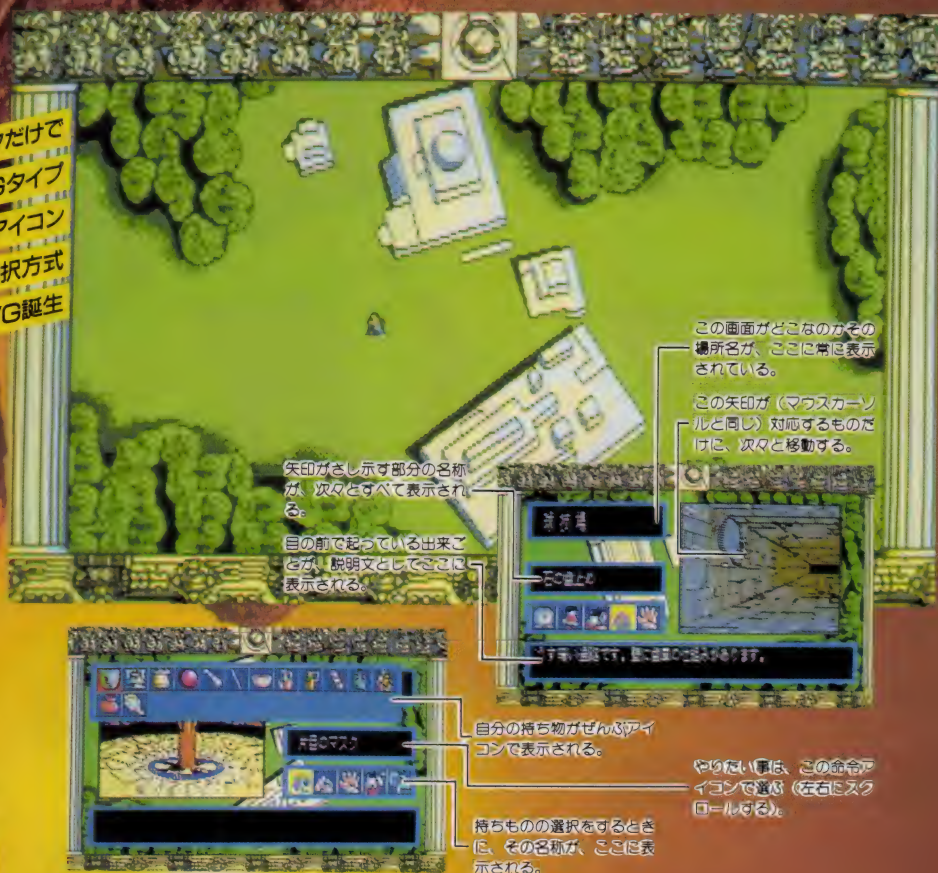 だけで
Gタイプ
アイコン
択方式
G誕生
この画面がどこなのかその
場所名が、ここに常に表示
されている。
この矢印が（マウスカーソ
ルと同じ）対応するものだ
けに、次々と移動する。
矢印がさし示す部分の名称
が、次々とすべて表示され
る。
目の前で起っている出来ご
とが、説明文としてここに
表示される。
自分の持ち物がぜんぶアイ
コンで表示される。
片目のマスク
やりたい事は、この命令ア
イコンで選ぶ（左右にスク
ロールする）。
持ちものの選択をするとき
に、その名称が、ここに表
示される。